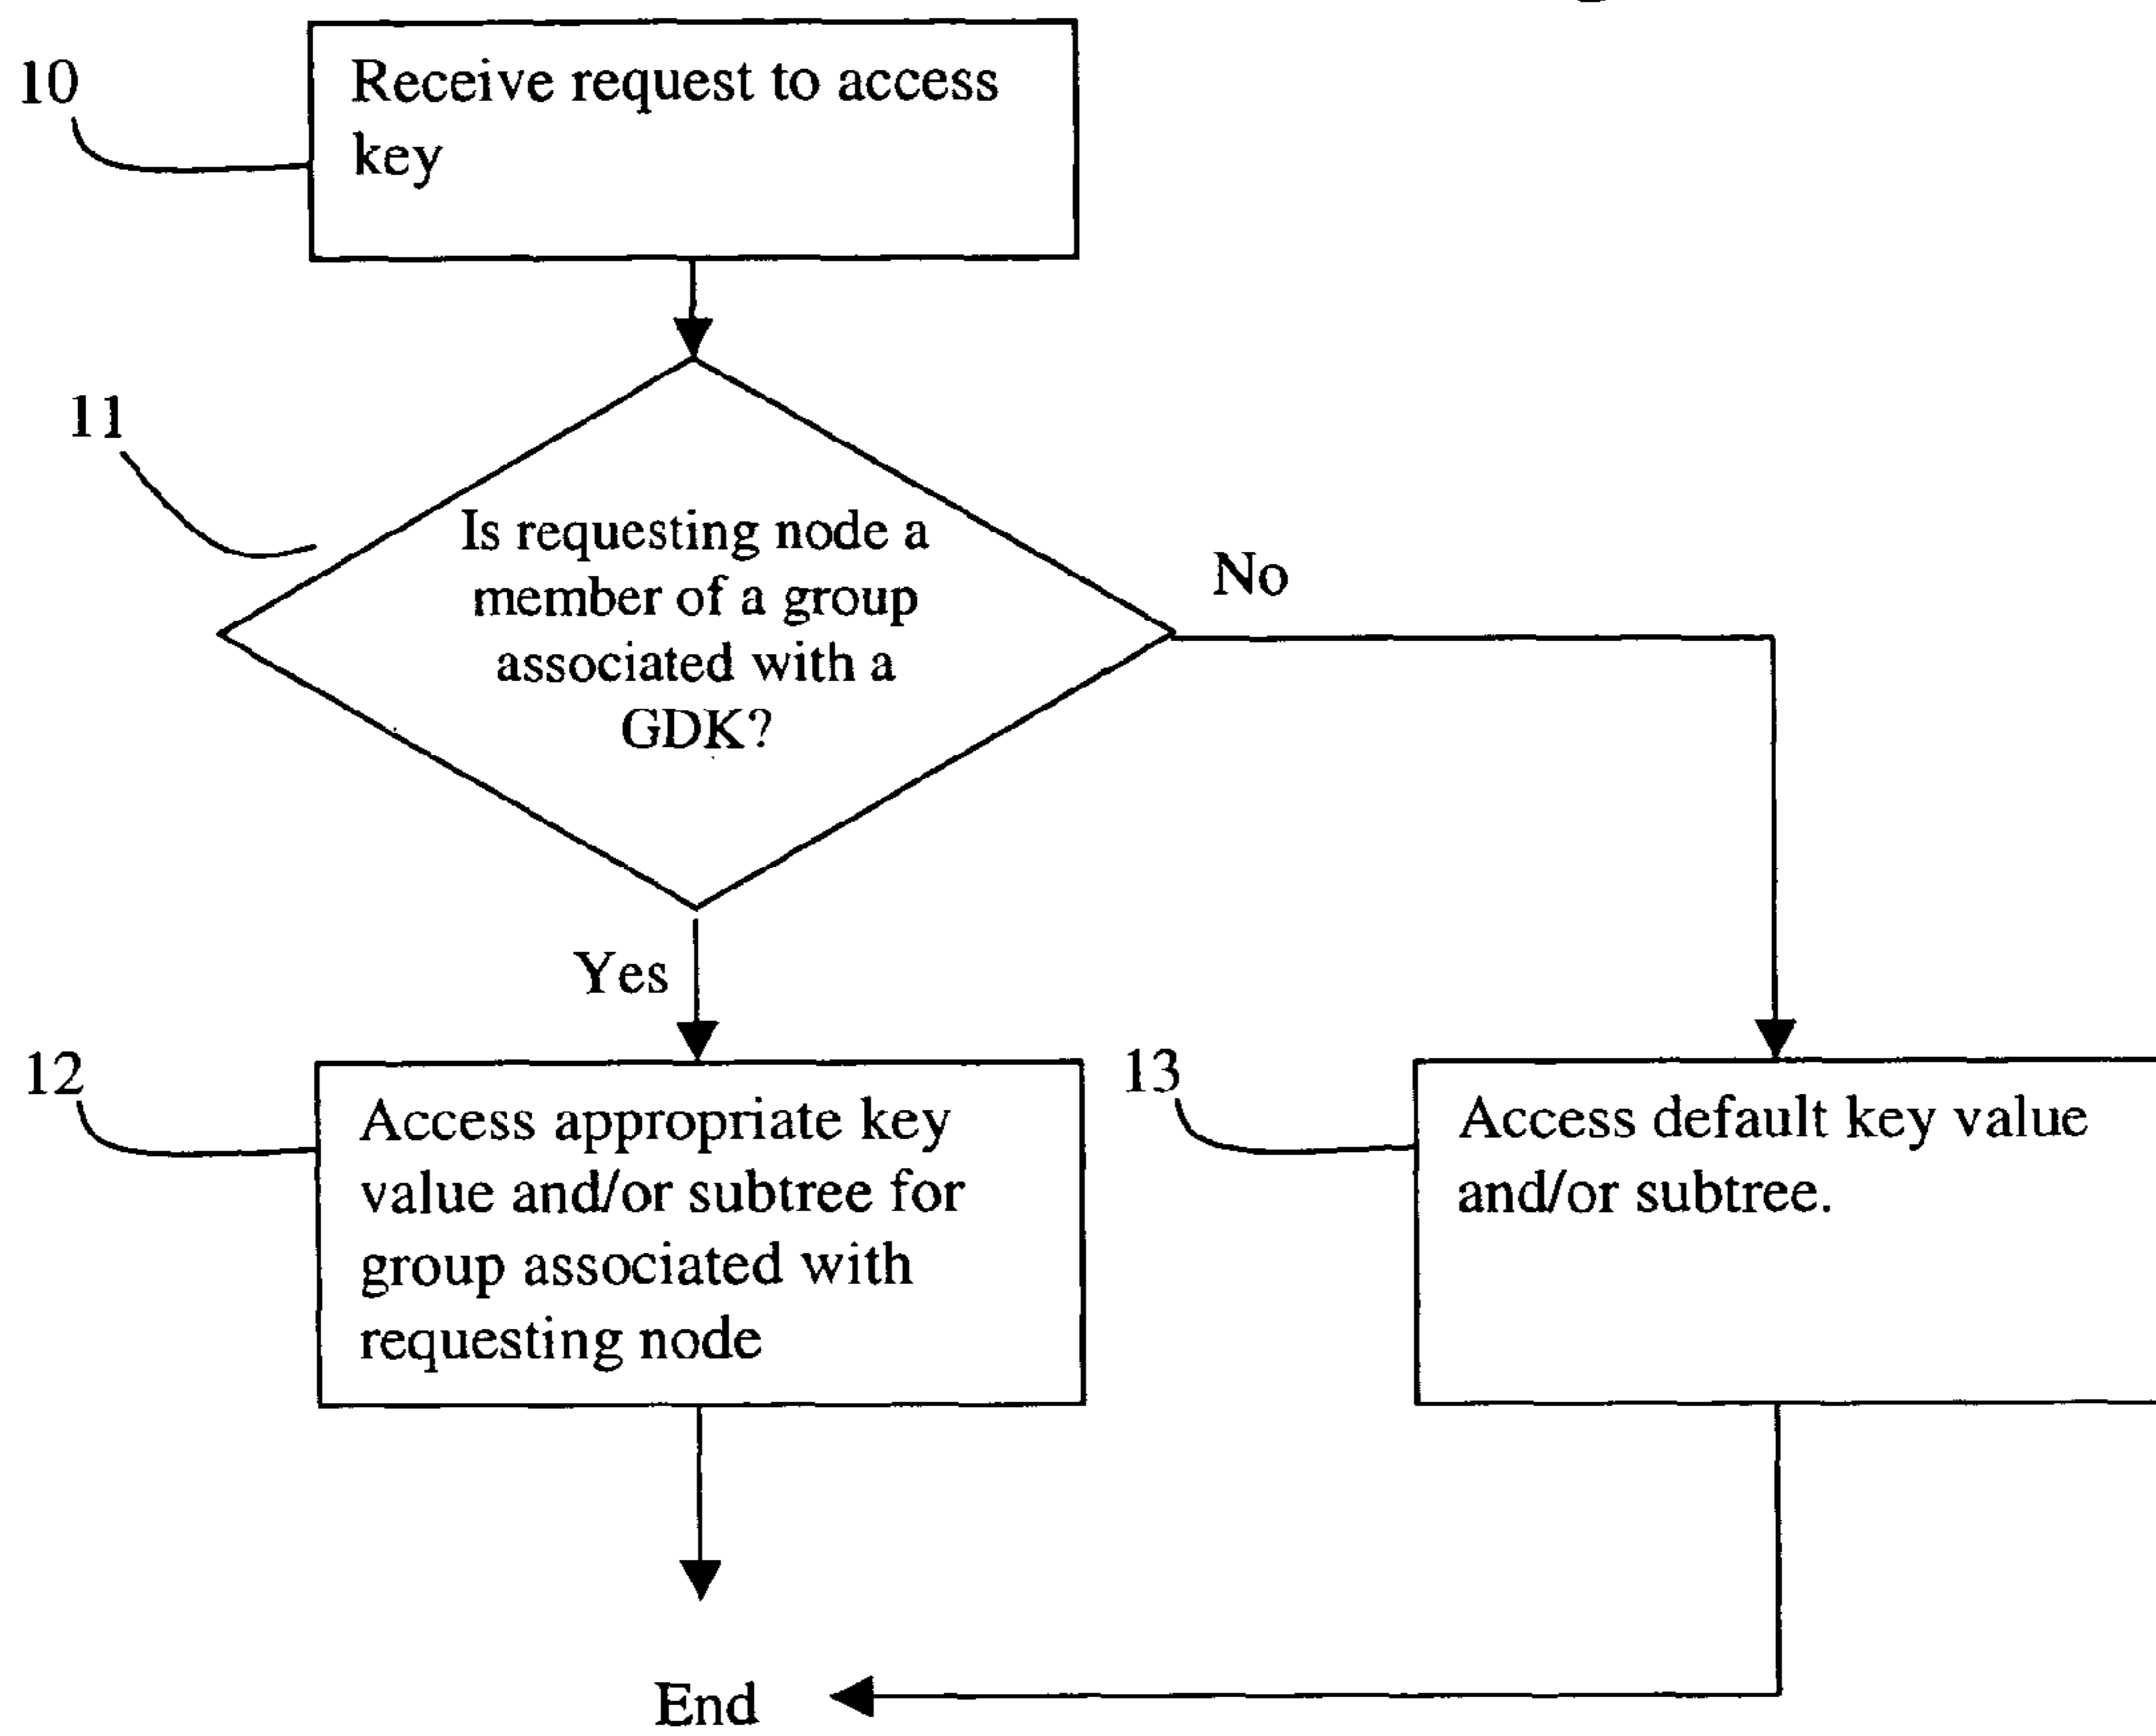 10
Receive request to access
key
11
Is requesting node a
member of a group
associated with a
GDK?
No
Yes
12
Access appropriate key
value and/or subtree for
group associated with
requesting node
13
Access default key value
and/or subtree.
End